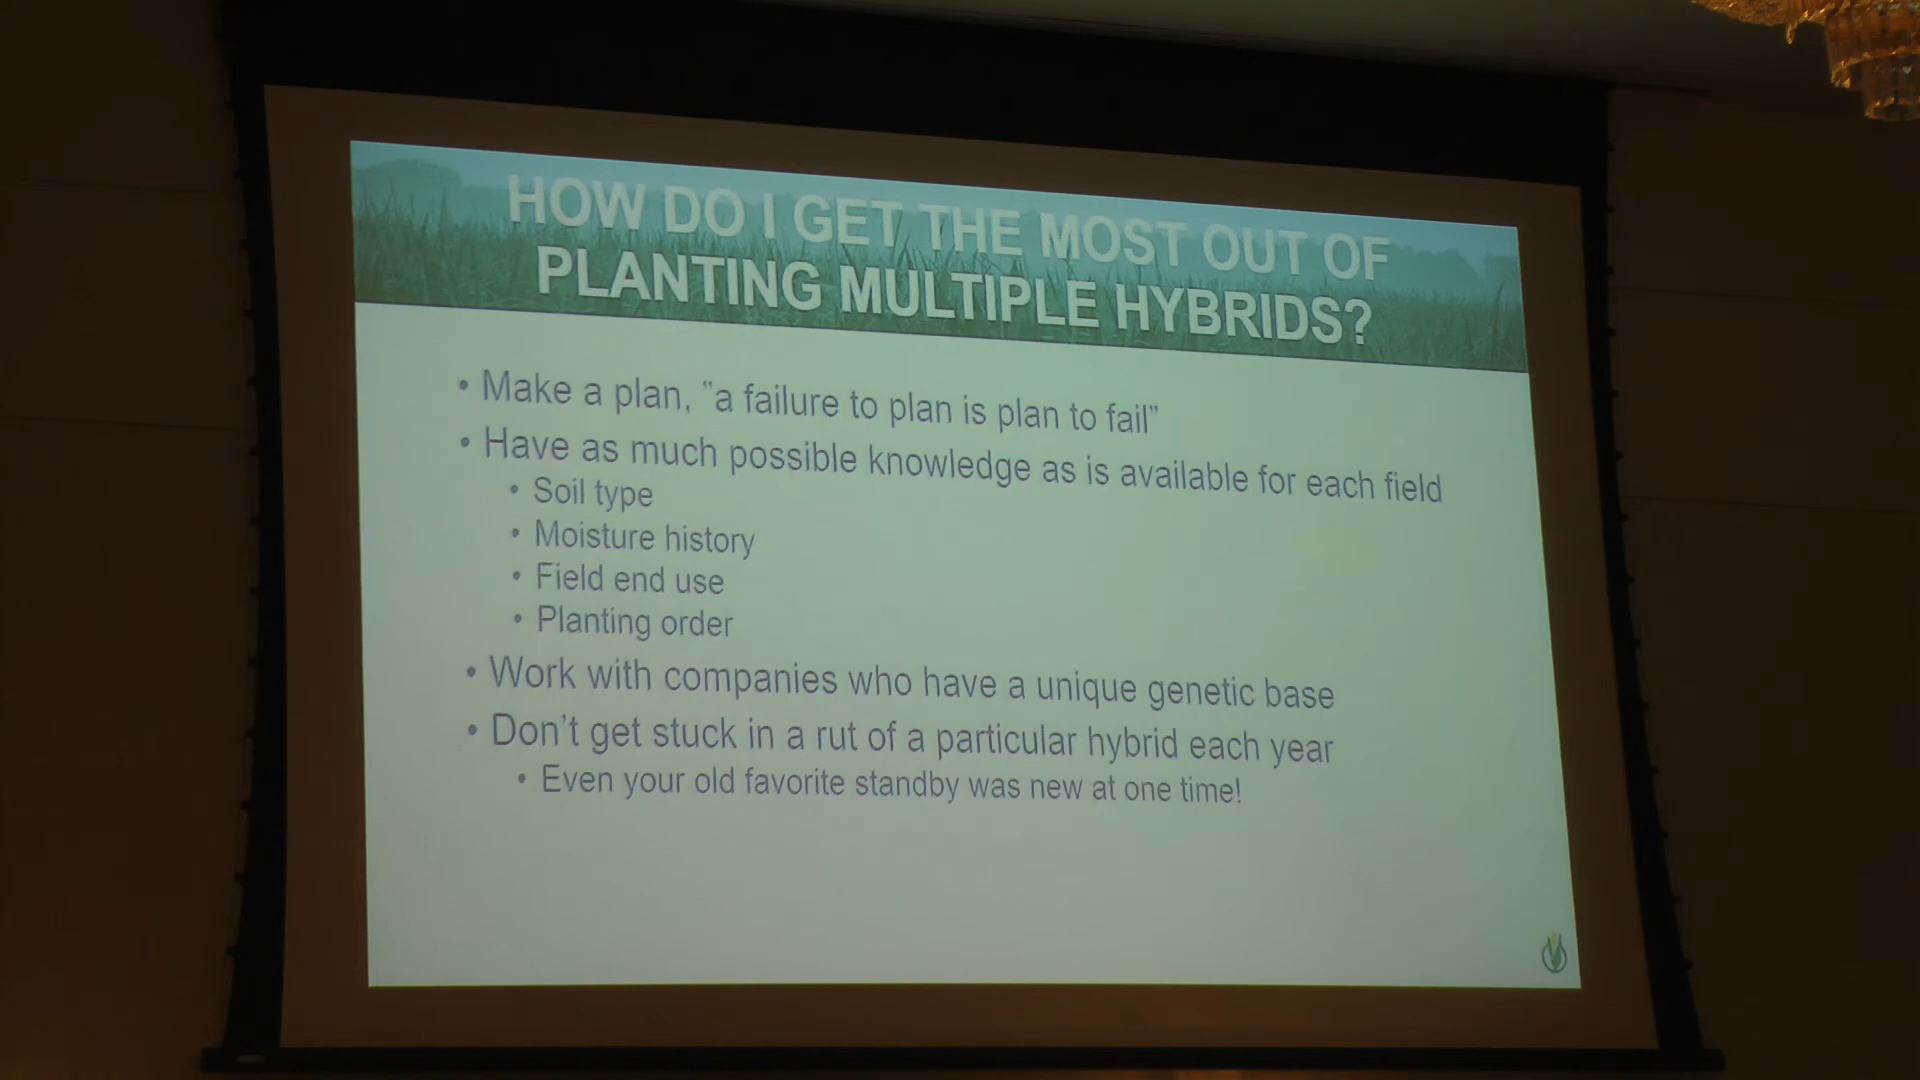 HOW DO I GET THE MOST OUT OF
PLANTING MULTIPLE HYBRIDS?
• Make a plan, ”a failure to plan is plan to fail”
• Have as much possible knowledge as is available for each field
• Soil type
• Moisture history
• Field end use
• Planting order
• Work with companies who have a unique genetic base
• Don’t get stuck in a rut of a particular hybrid each year
• Even your old favorite standby was new at one time!